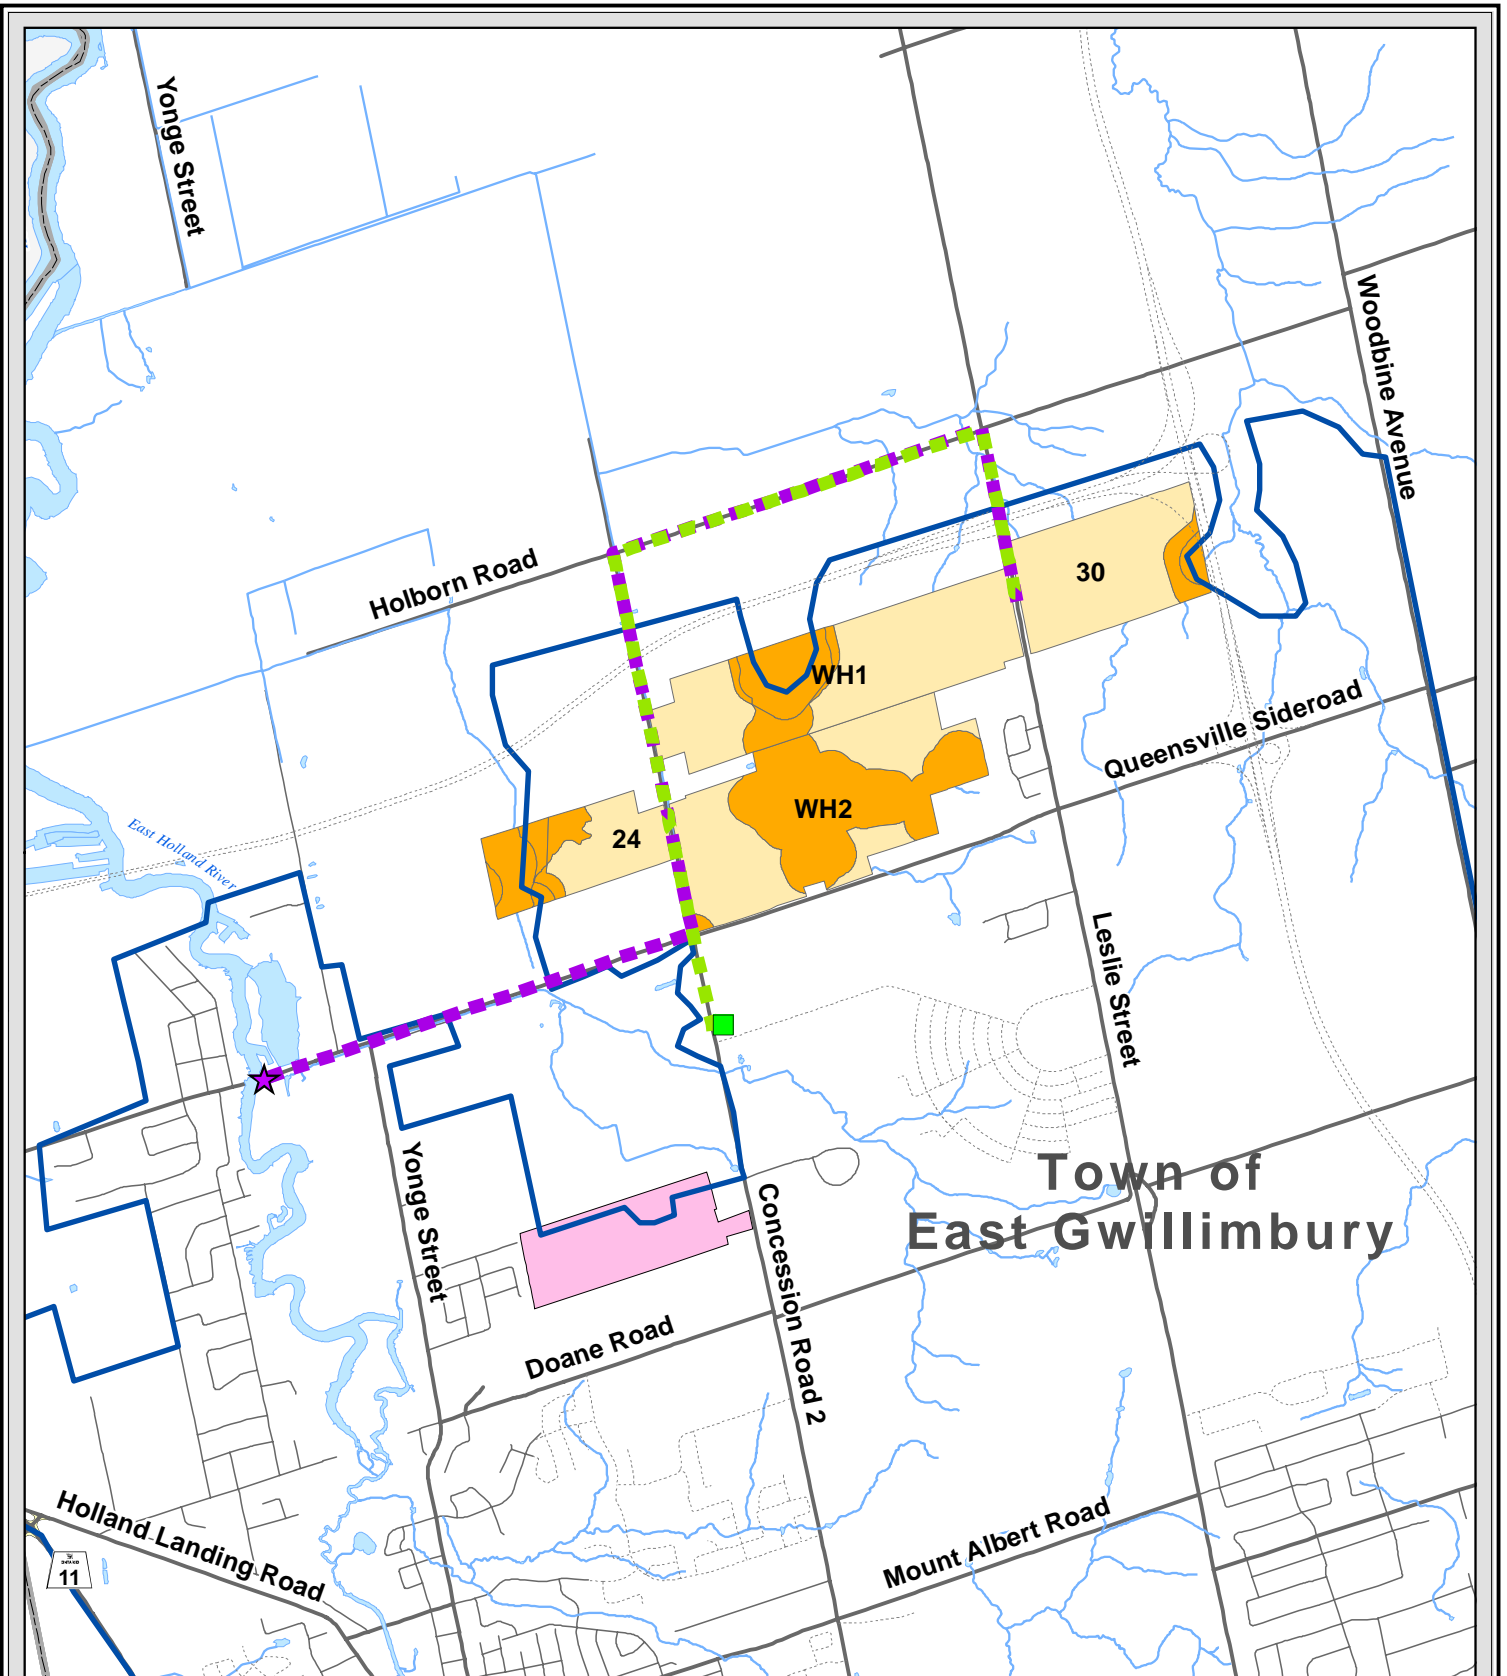 Yonge Street
Woodbine Avenue
Holborn Road
30
WH1
Queensville Sideroad
WH2
24
East Holland River
Leslie Street
Yonge Street
Town of
East Gwillimbury
Concession Road 2
Doane Road
Holland Landing Road
Mount Albert Road
11